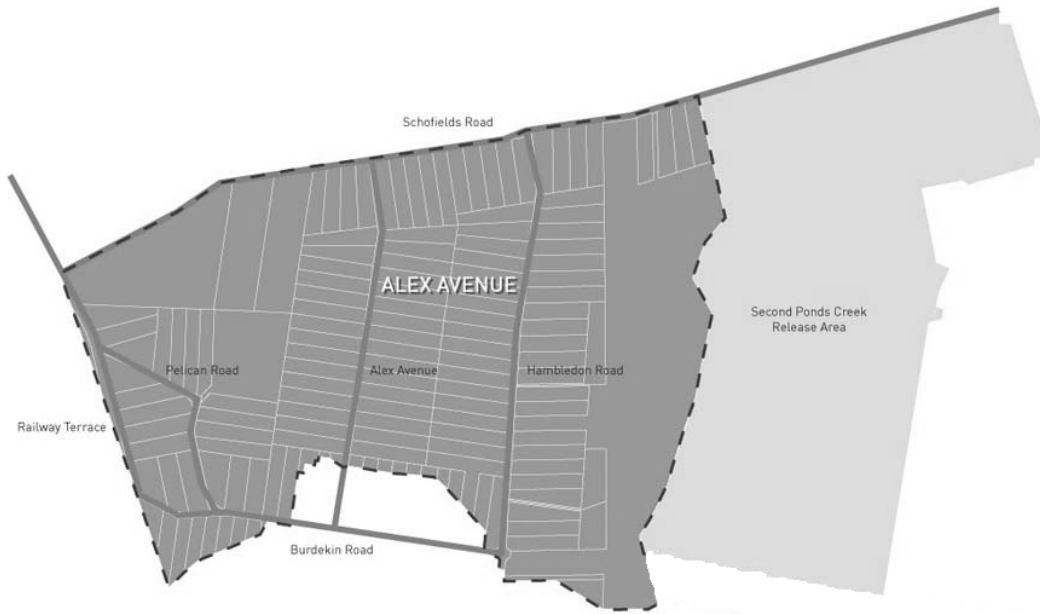 Schofields Road
ALEX AVENUE
Second Ponds Creek
Release Area
Pelican Road
Alex Avenue
Hambledon Road
Railway Terrace
Burdekin Road